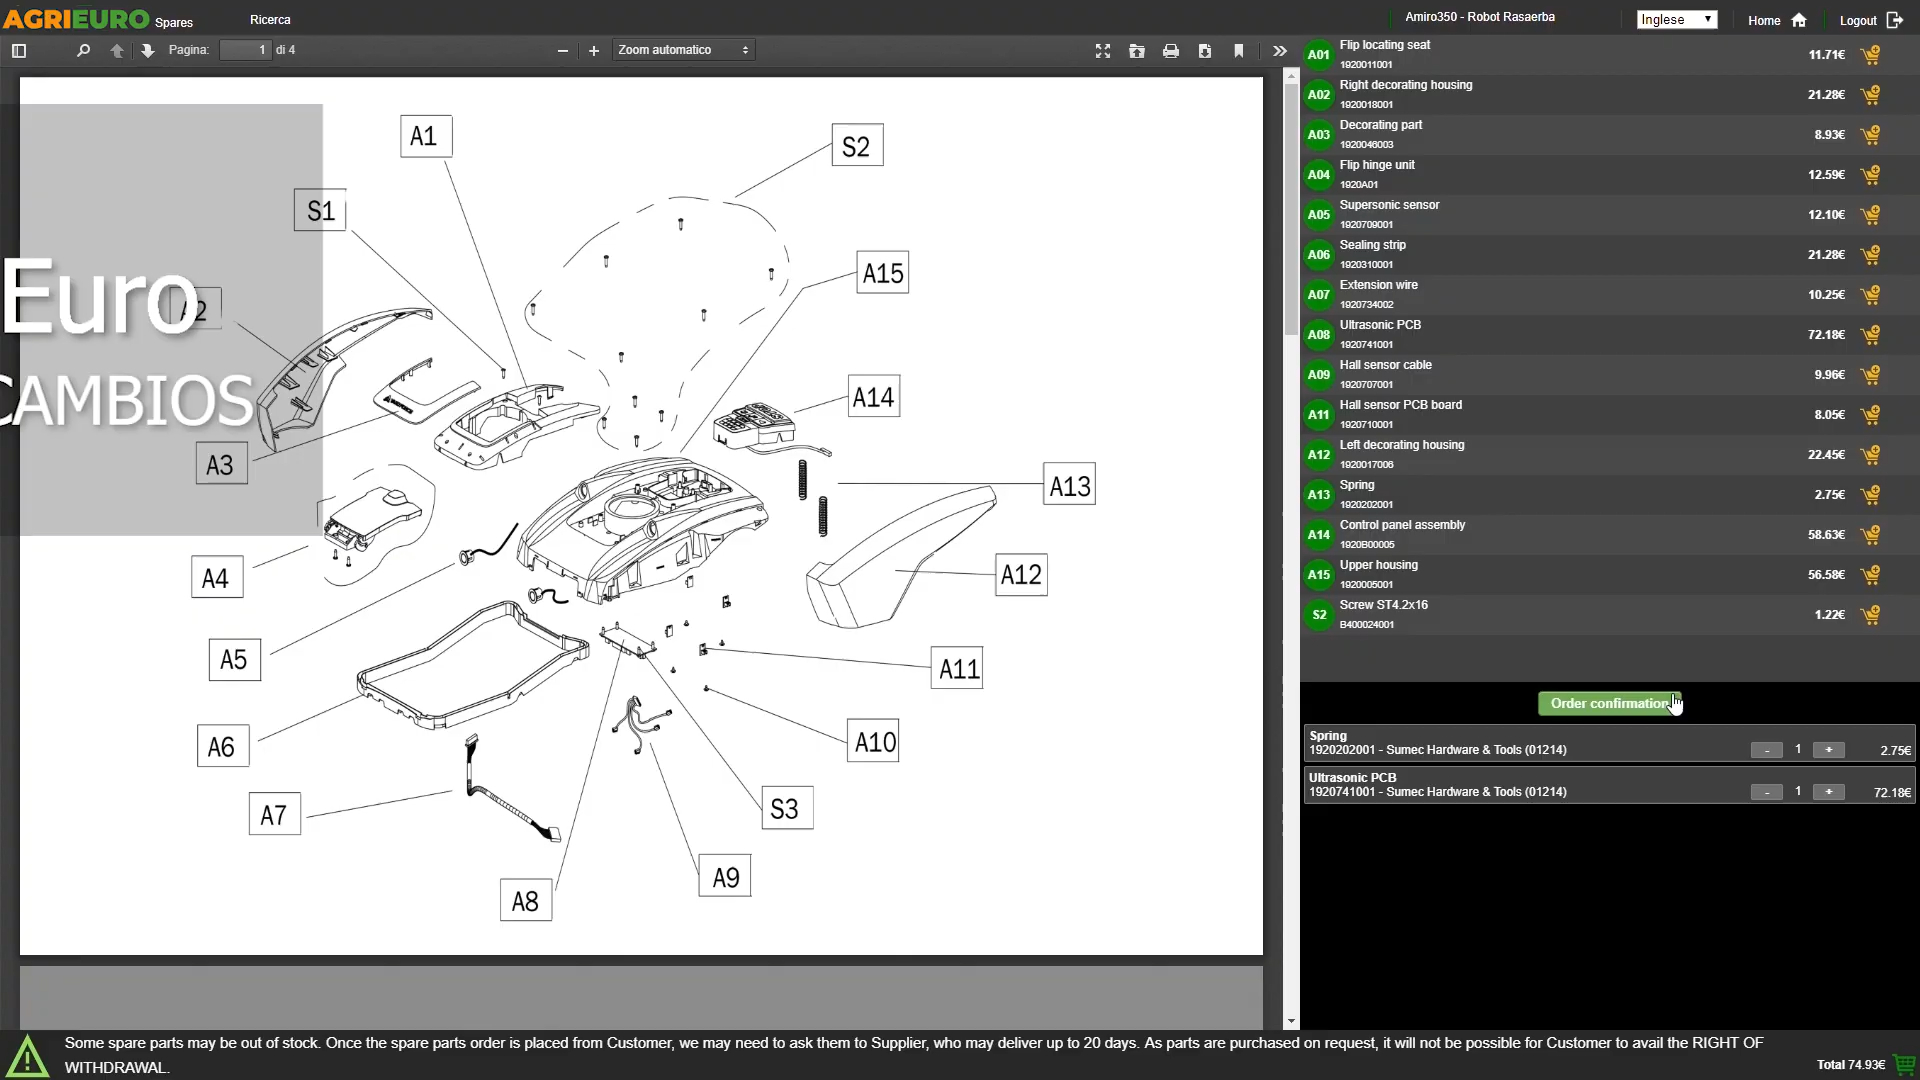 AGRIEURO Spares
Ricerca
Amiro350 - Robot Rasaerba
Inglese
Home
Logout
Pagina:
1
di 4
Zoom automatico
A1
S1
S2
A15
A2
A14
A3
A13
A4
A12
A5
A11
A6
A10
A7
S3
A9
A8
Euro
CAMBIOS
A01
Flip locating seat
1920011001
11.71€
A02
Right decorating housing
1920018001
21.28€
A03
Decorating part
1920046003
8.93€
A04
Flip hinge unit
1920A01
12.59€
A05
Supersonic sensor
1920709001
12.10€
A06
Sealing strip
1920310001
21.28€
A07
Extension wire
1920734002
10.25€
A08
Ultrasonic PCB
1920741001
72.18€
A09
Hall sensor cable
1920707001
9.96€
A11
Hall sensor PCB board
1920710001
8.05€
A12
Left decorating housing
1920017006
22.45€
A13
Spring
1920202001
2.75€
A14
Control panel assembly
1920B00005
58.63€
A15
Upper housing
1920005001
56.58€
S2
Screw ST4.2x16
B400024001
1.22€
Order confirmation
Spring
1920202001 - Sumec Hardware & Tools (01214)
- 1 +
2.75€
Ultrasonic PCB
1920741001 - Sumec Hardware & Tools (01214)
- 1 +
72.18€
Some spare parts may be out of stock. Once the spare parts order is placed from Customer, we may need to ask them to Supplier, who may deliver up to 20 days. As parts are purchased on request, it will not be possible for Customer to avail the RIGHT OF
WITHDRAWAL.
Total 74.93€